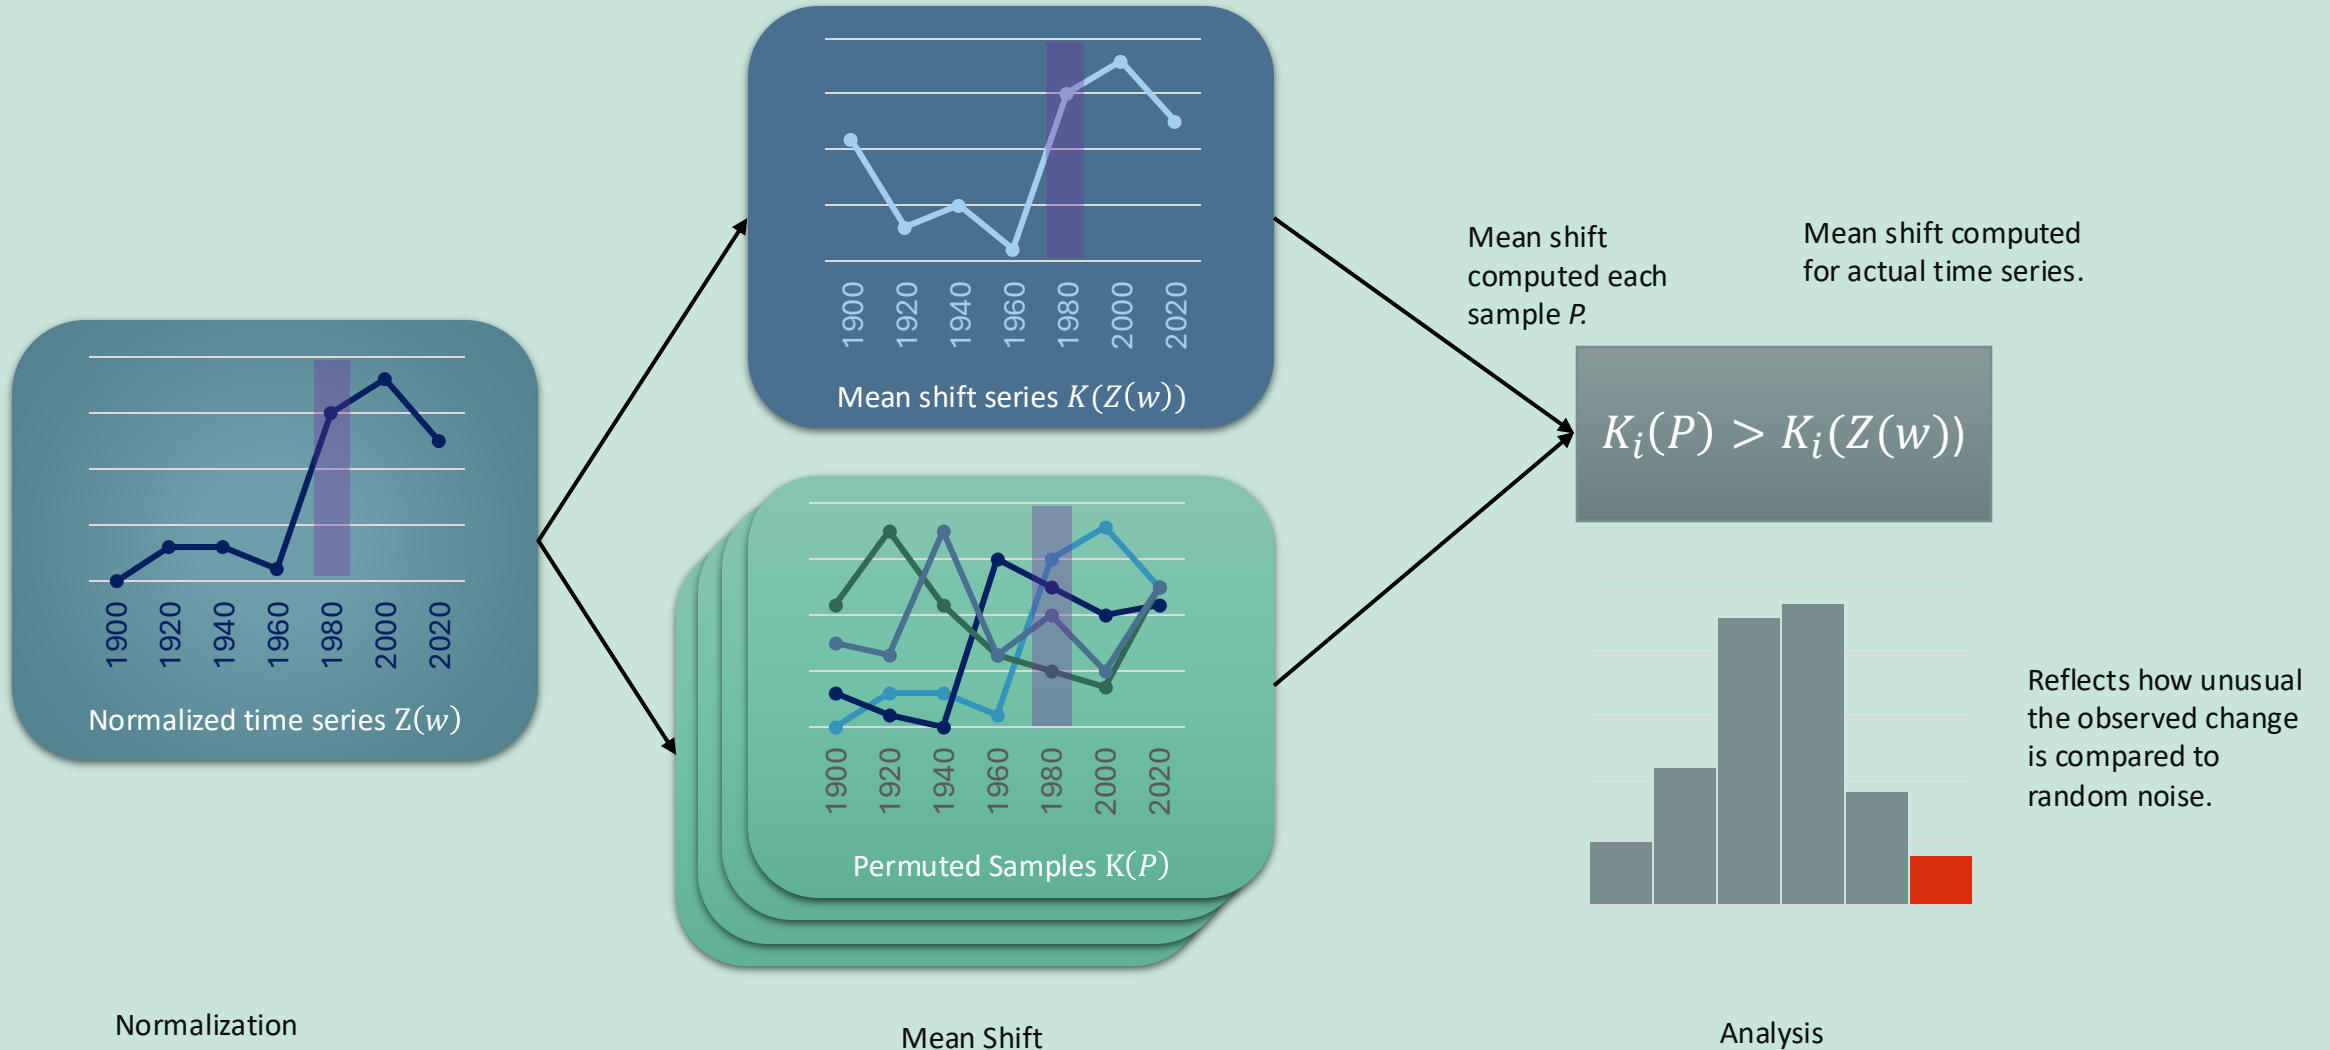 1900
1920
1940
1960
1980
2000
2020
Normalized time series Z(w)
Normalization
1900
1920
1940
1960
1980
2000
2020
Mean shift series K(Z(w))
1900
1920
1940
1960
1980
2000
2020
Permuted Samples K(P)
Mean Shift
Mean shift
computed each
sample P.
Mean shift computed
for actual time series.
K_i(P) > K_i(Z(w))
Reflects how unusual
the observed change
is compared to
random noise.
Analysis